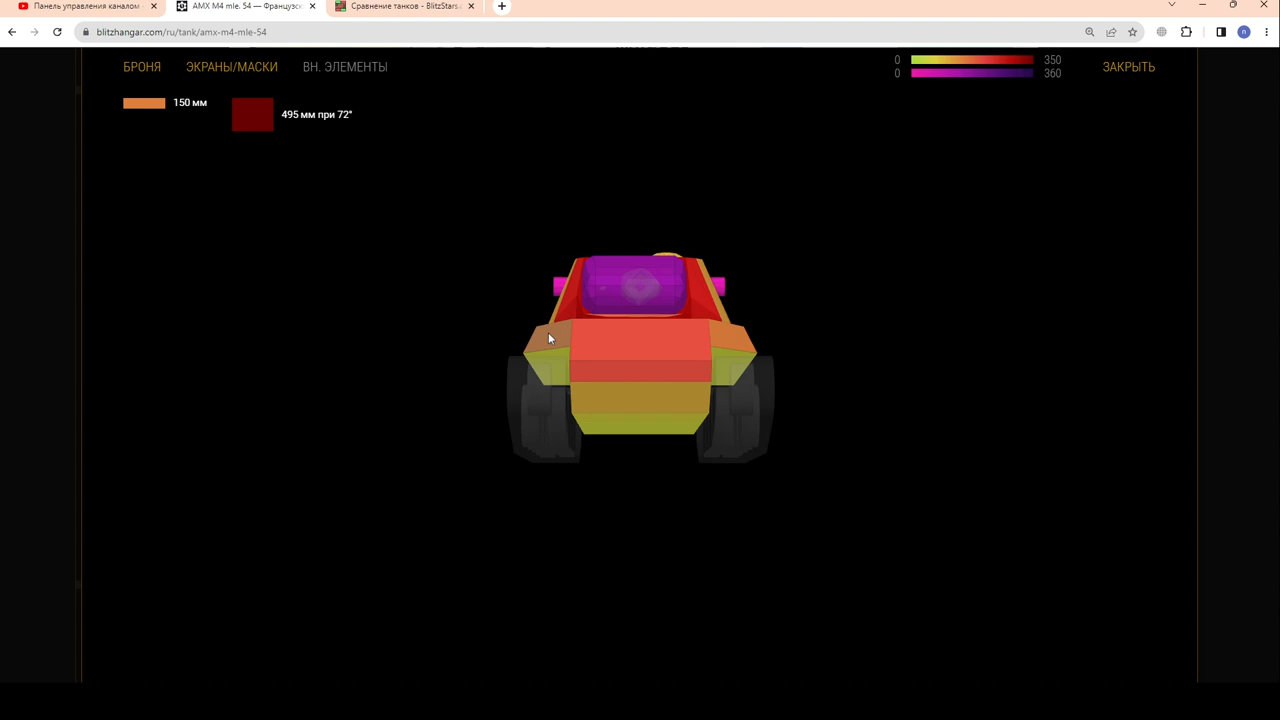 Панель управления каналом
AMX M4 mle. 54 — Французск
Сравнение танков - BlitzStars
blitzhangar.com/ru/tank/amx-m4-mle-54
п
БРОНЯ ЭКРАНЫ/МАСКИ ВН. ЭЛЕМЕНТЫ
0 350
0 360
ЗАКРЫТЬ
150 мм
495 мм при 72°